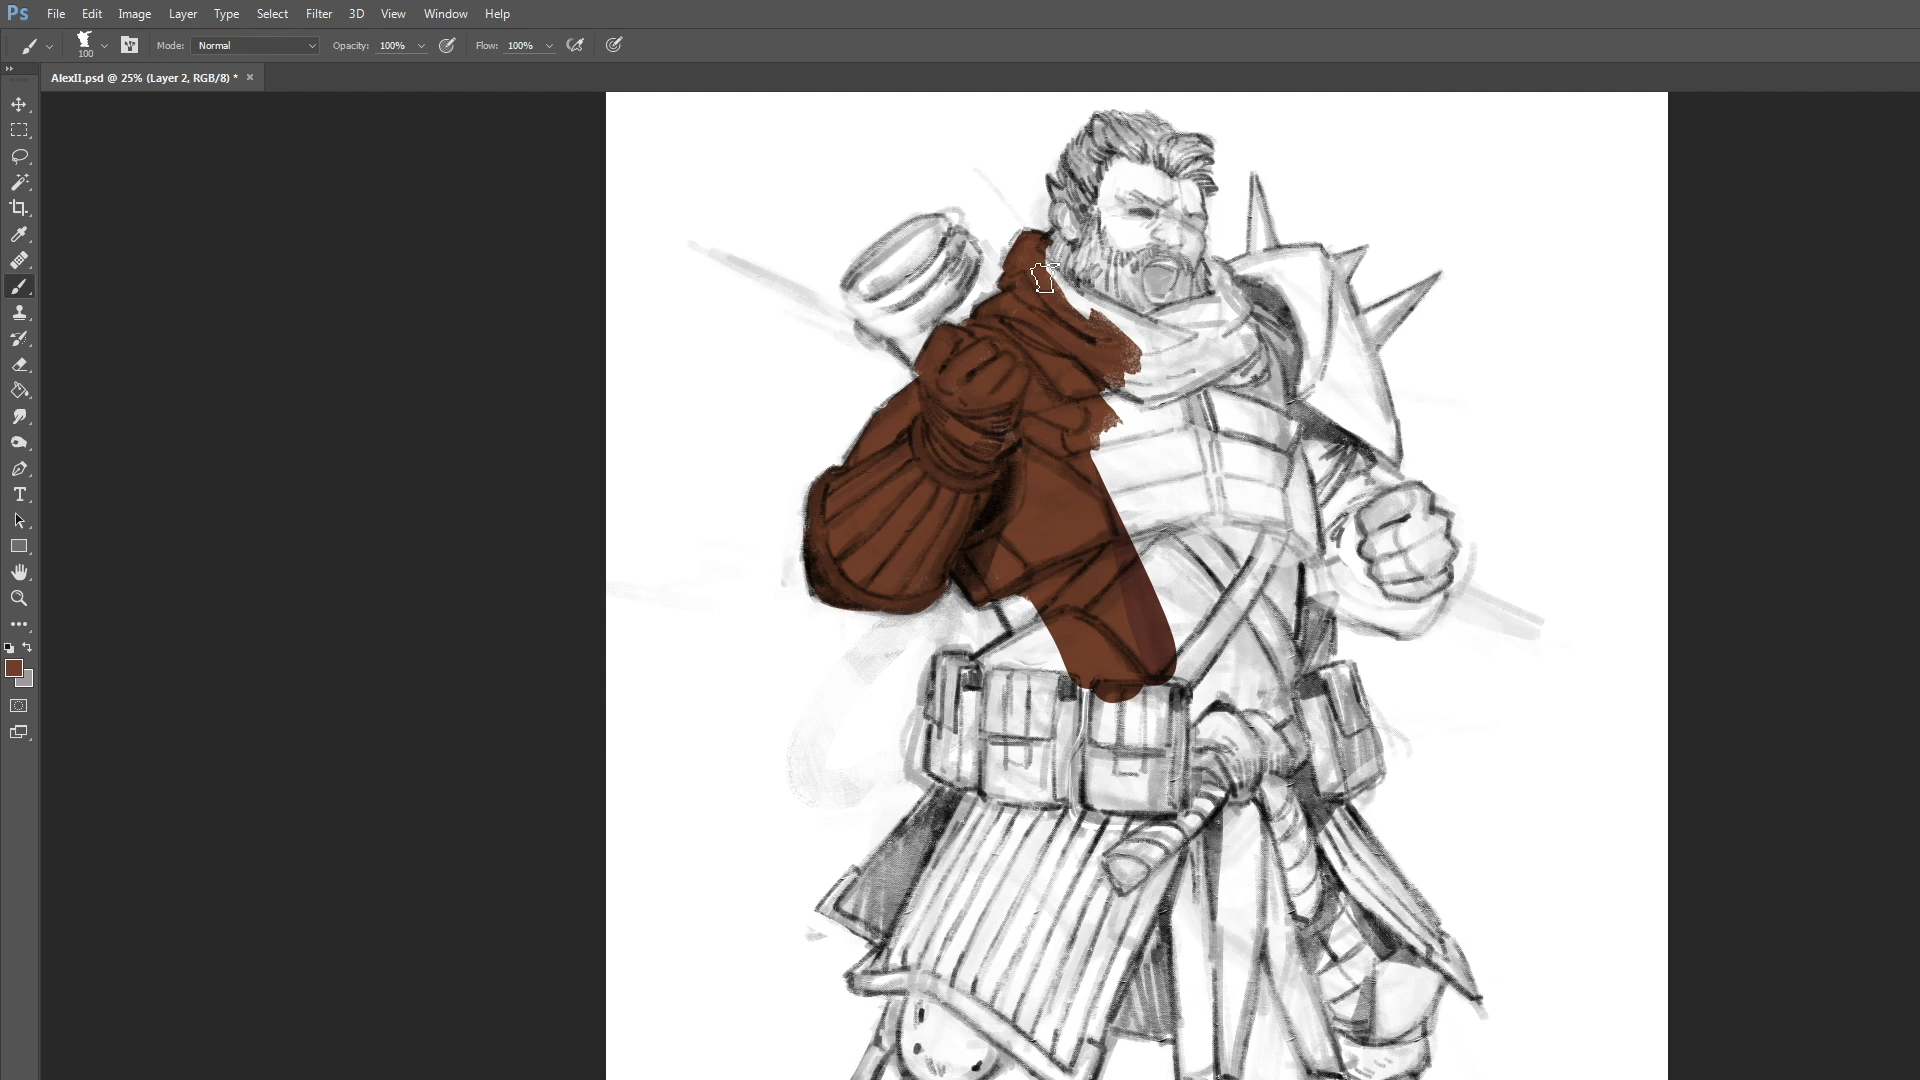 Ps File Edit Image Layer Type Select Filter 3D View Window Help
100 Mode: Normal Opacity: 100% Flow: 100%
AlexII.psd @ 25% (Layer 2, RGB/8) * ×
T